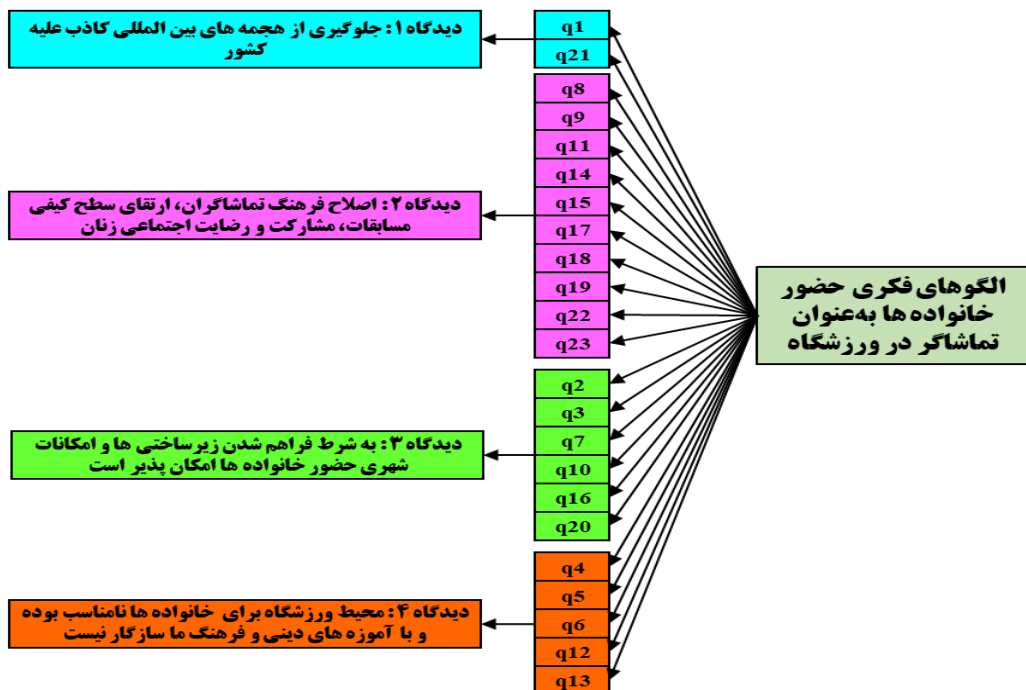 الگوهای فکری حضور
خانواده ها به‌عنوان
تماشاگر در ورزشگاه
q1
q21
دیدگاه ۱: جلوگیری از هجمه های بین المللی کاذب علیه
کشور
q8
q9
q11
q14
q15
q17
q18
q19
q22
q23
دیدگاه ۲: اصلاح فرهنگ تماشاگران، ارتقای سطح کیفی
مسابقات، مشارکت و رضایت اجتماعی زنان
q2
q3
q7
q10
q16
q20
دیدگاه ۳: به شرط فراهم شدن زیرساختی ها و امکانات
شهری حضور خانواده ها امکان پذیر است
q4
q5
q6
q12
q13
دیدگاه ۴: محیط ورزشگاه برای خانواده ها نامناسب بوده
و با آموزه های دینی و فرهنگ ما سازگار نیست